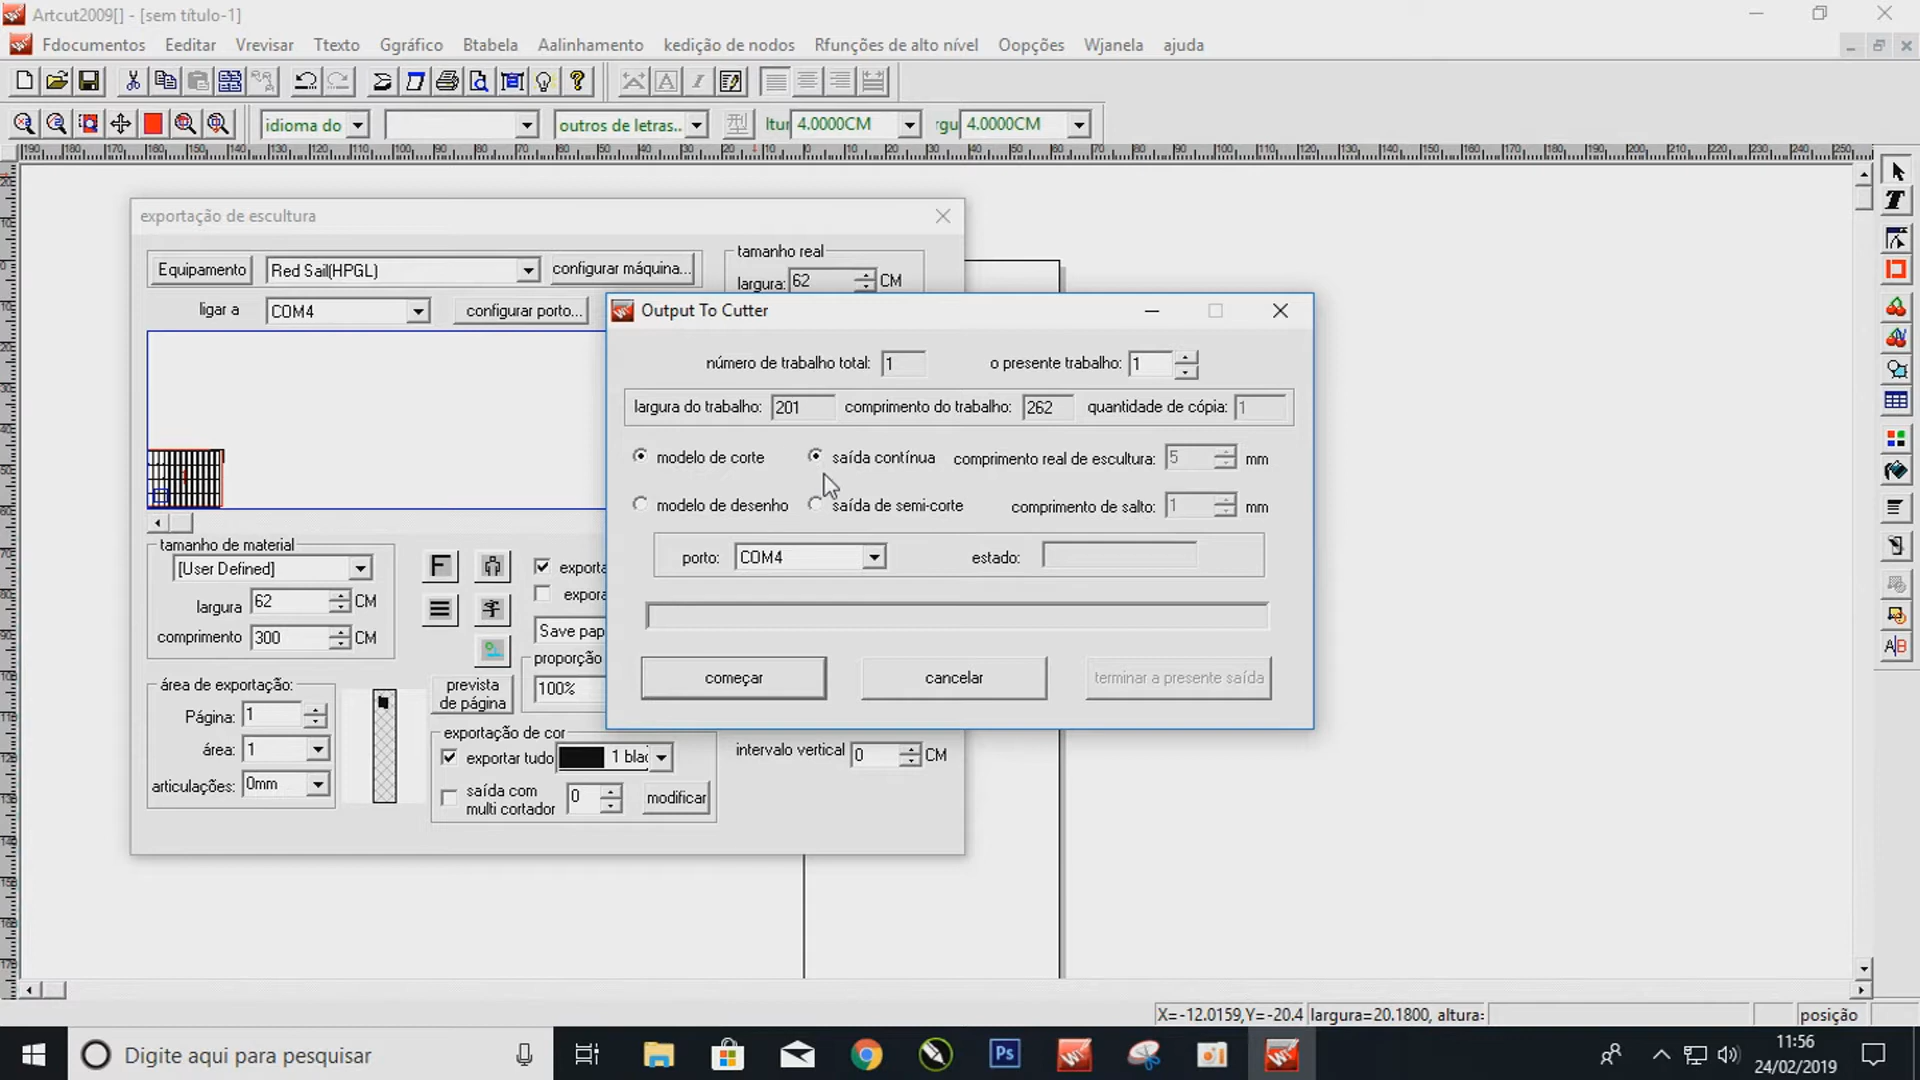 Artcut2009[] - [sem título-1]
Fdocumentos Eeditar Vrevisar Ttexto Ggráfico Btabela Aalinhamento kedição de nodos Rfunções de alto nível Oopções Wjanela ajuda
idioma do outros de letras.. 型 ltur 4.0000CM rgu 4.0000CM
exportação de escultura
Equipamento Red Sail(HPGL) configurar máquina...
ligar a COM4 configurar porto...
tamanho real
largura: 62 CM
1
Output To Cutter
número de trabalho total: 1 o presente trabalho: 1
largura do trabalho: 201 comprimento do trabalho: 262 quantidade de cópia: 1
modelo de corte saída contínua comprimento real de escultura: 5 mm
modelo de desenho saída de semi-corte comprimento de salto: 1 mm
porto: COM4 estado:
começar cancelar terminar a presente saída
tamanho de material
[User Defined]
largura 62 CM
comprimento 300 CM
F
exporta
expora
Save pap
proporção
100%
área de exportação:
Página: 1
área: 1
articulações: 0mm
prevista
de página
exportação de cor
exportar tudo 1 blac
saída com
multi cortador 0 modificar
intervalo vertical 0 CM
X=-12.0159,Y=-20.4 largura=20.1800, altura: posição
Digite aqui para pesquisar
Ps
11:56
24/02/2019